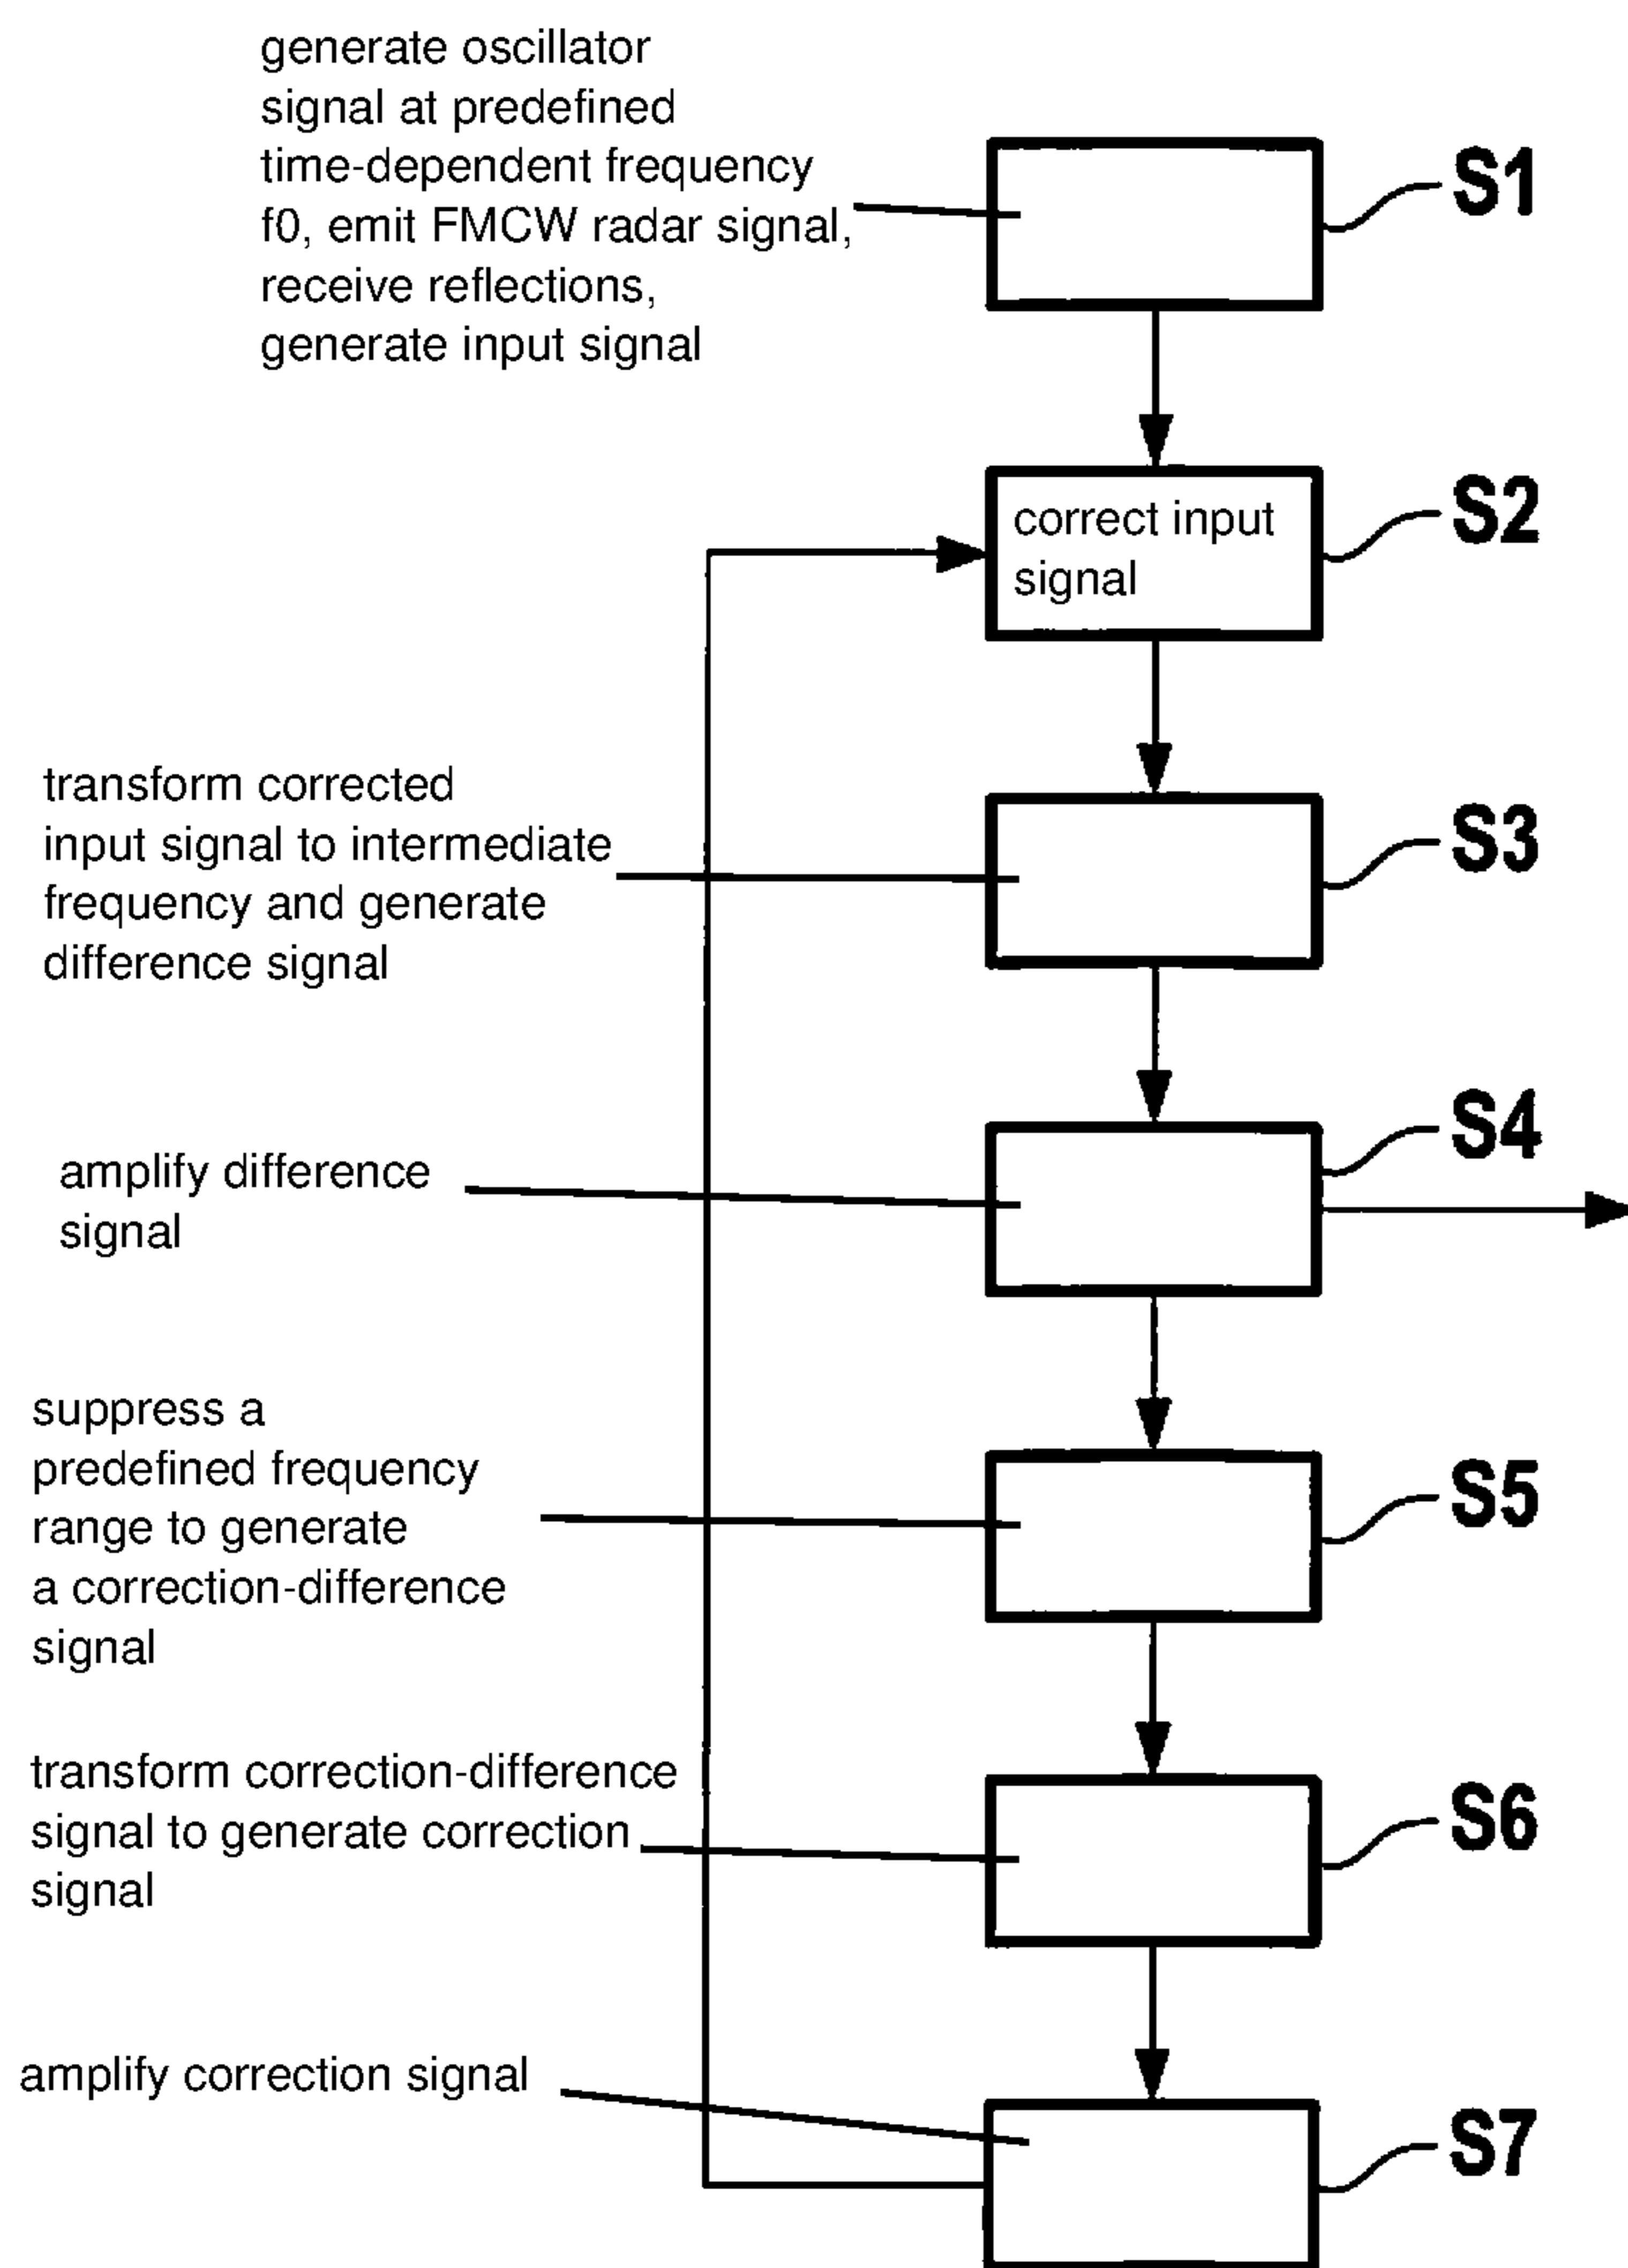 generate oscillator
signal at predefined
time-dependent frequency
f0, emit FMCW radar signal,
receive reflections,
generate input signal
S1
correct input
signal
S2
transform corrected
input signal to intermediate
frequency and generate
difference signal
S3
amplify difference
signal
S4
suppress a
predefined frequency
range to generate
a correction-difference
signal
S5
transform correction-difference
signal to generate correction
signal
S6
amplify correction signal
S7